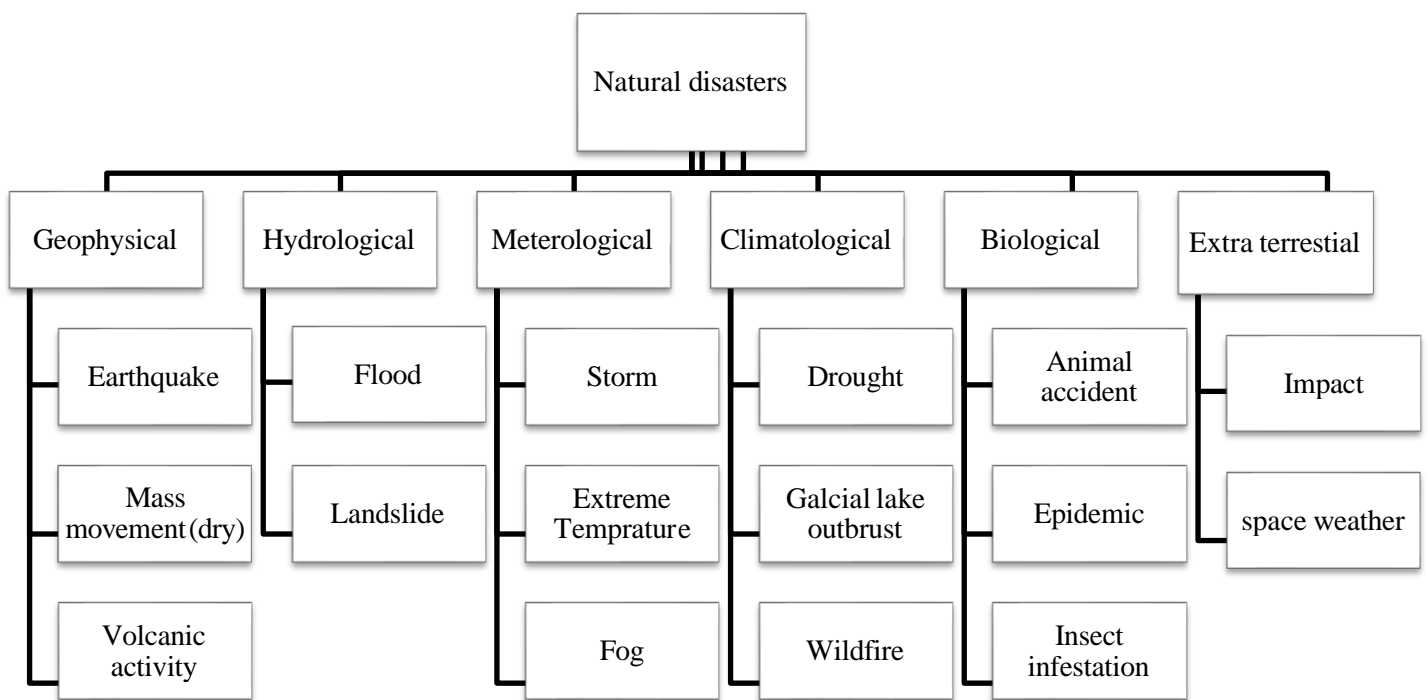 Natural disasters
Geophysical
Hydrological
Meterological
Climatological
Biological
Extra terrestial
Earthquake
Mass
movement (dry)
Volcanic
activity
Flood
Landslide
Storm
Extreme
Temprature
Fog
Drought
Galcial lake
outbrust
Wildfire
Animal
accident
Epidemic
Insect
infestation
Impact
space weather